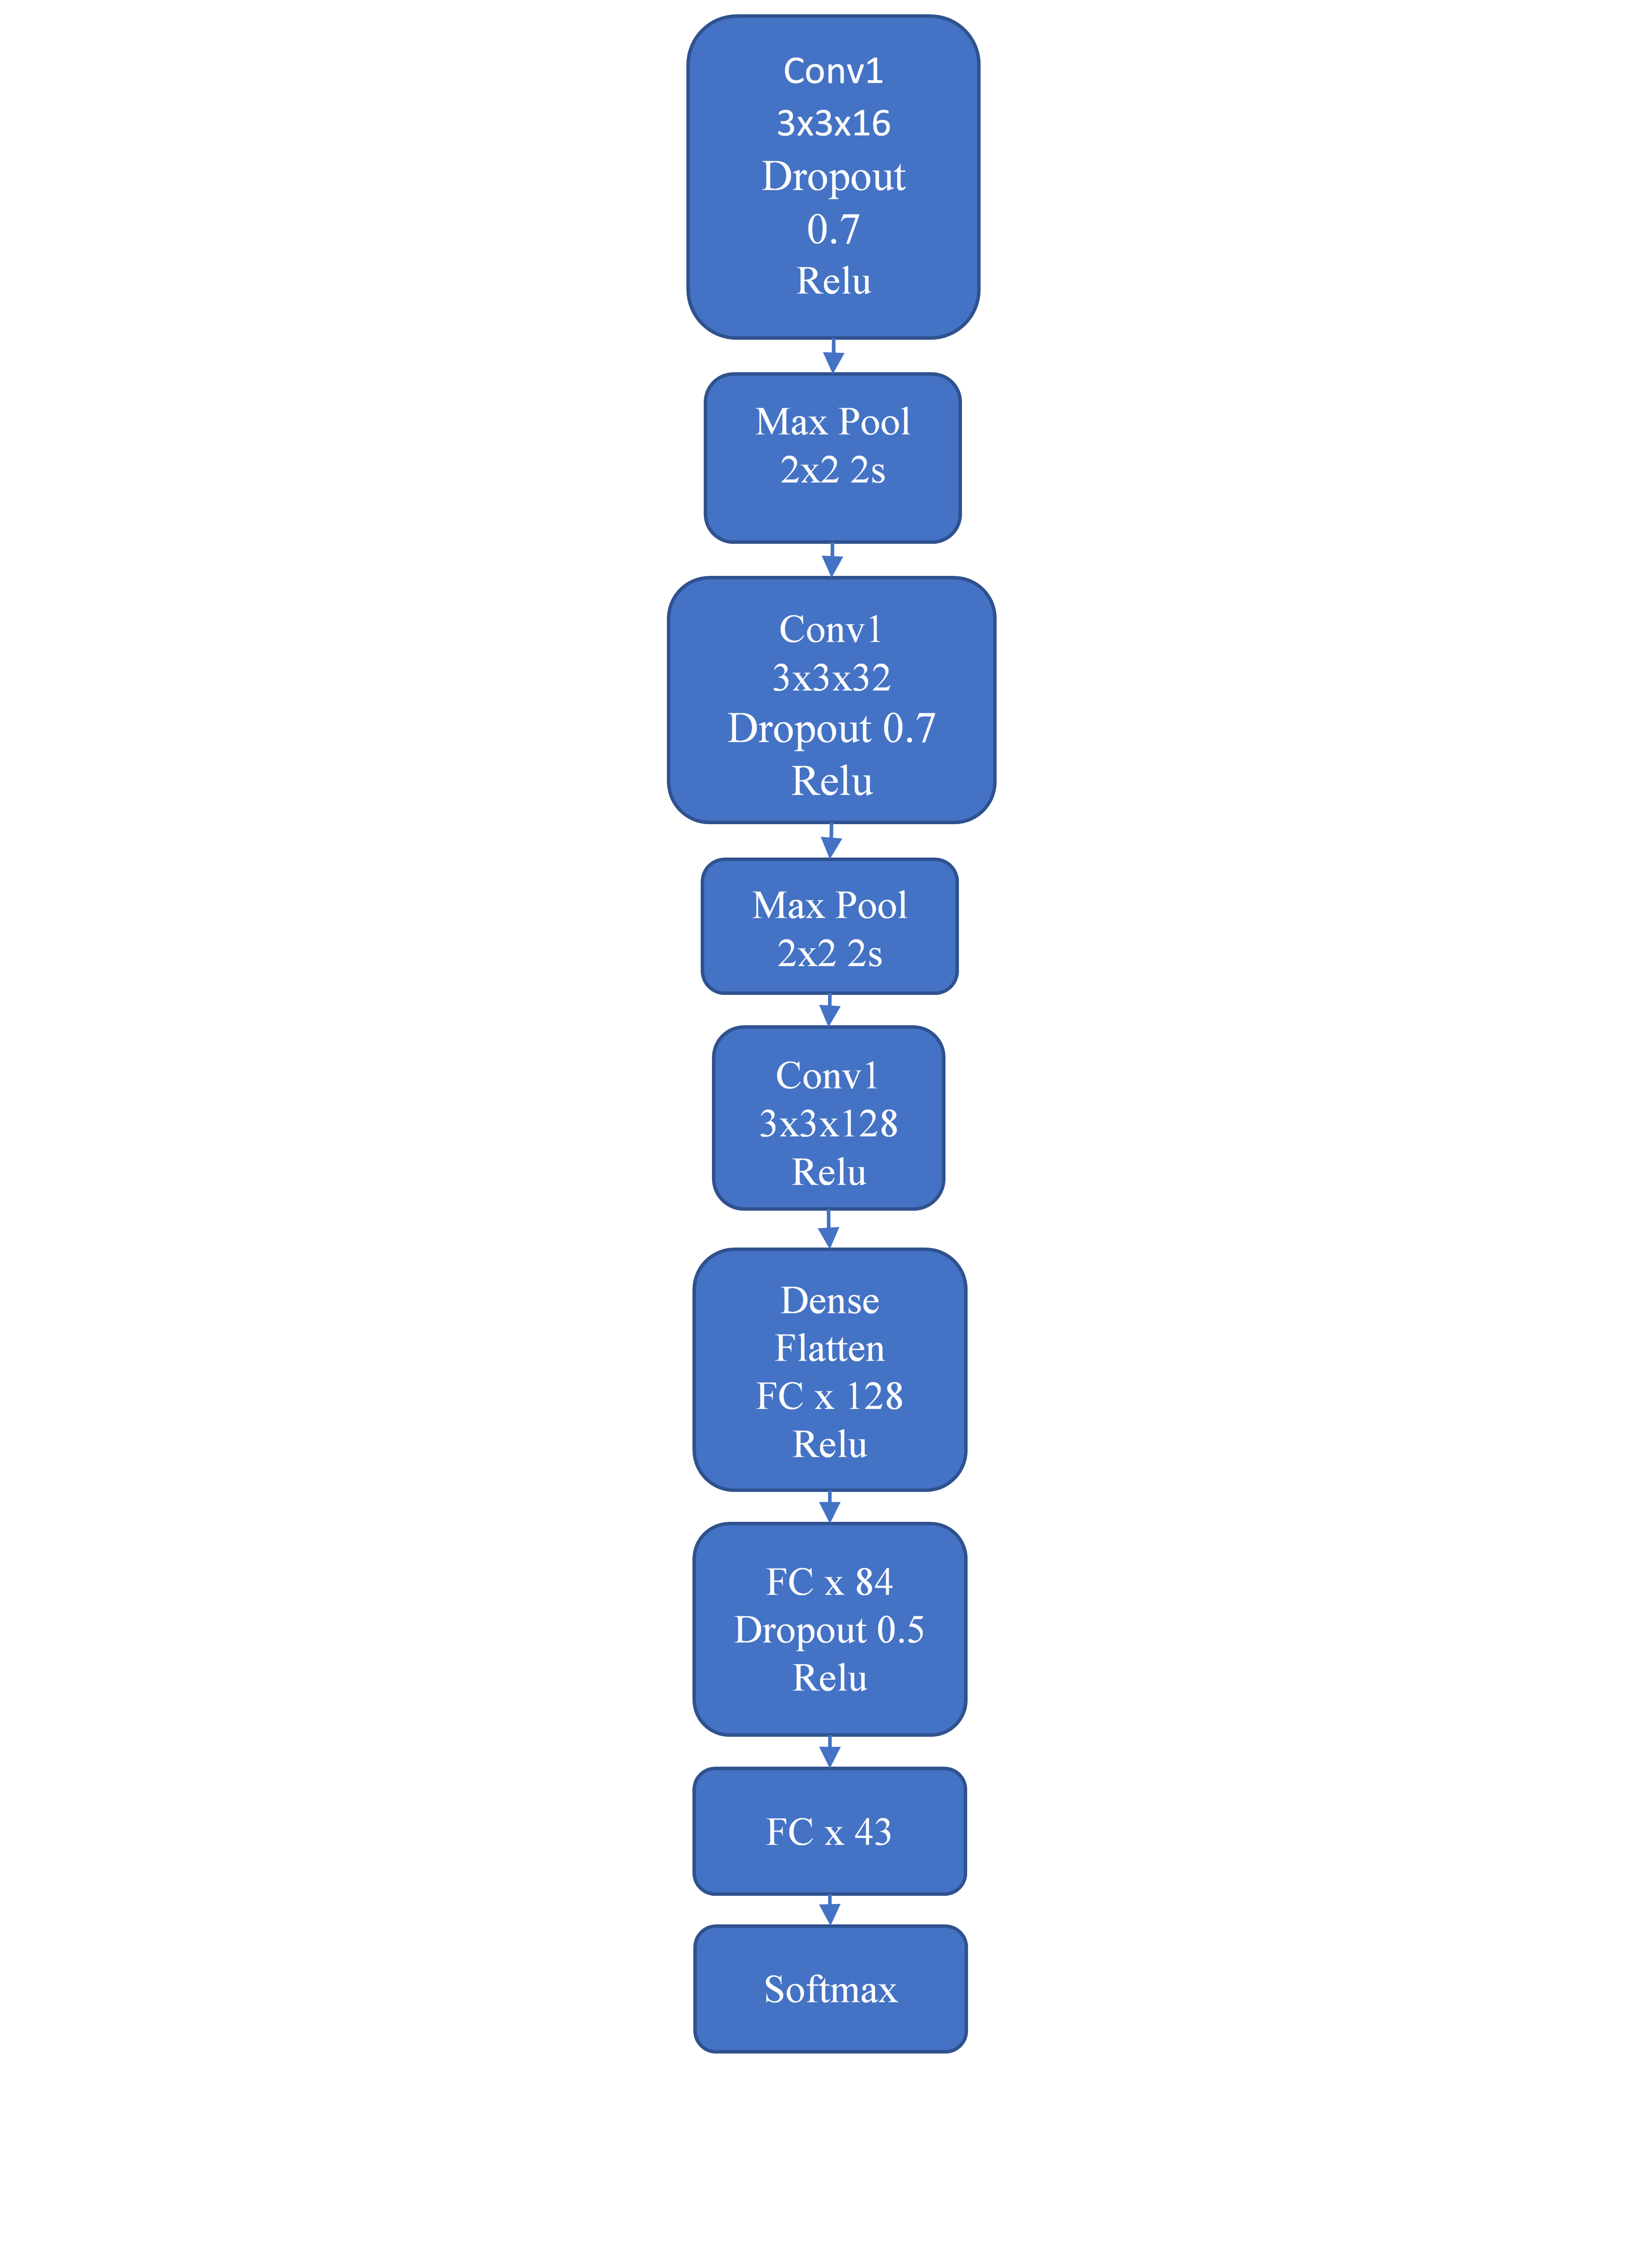 Conv1
3x3x16
Dropout
0.7
Relu
Max Pool
2x2 2s
Conv1
3x3x32
Dropout 0.7
Relu
Max Pool
2x2 2s
Conv1
3x3x128
Relu
Dense
Flatten
FC x 128
Relu
FC x 84
Dropout 0.5
Relu
FC x 43
Softmax